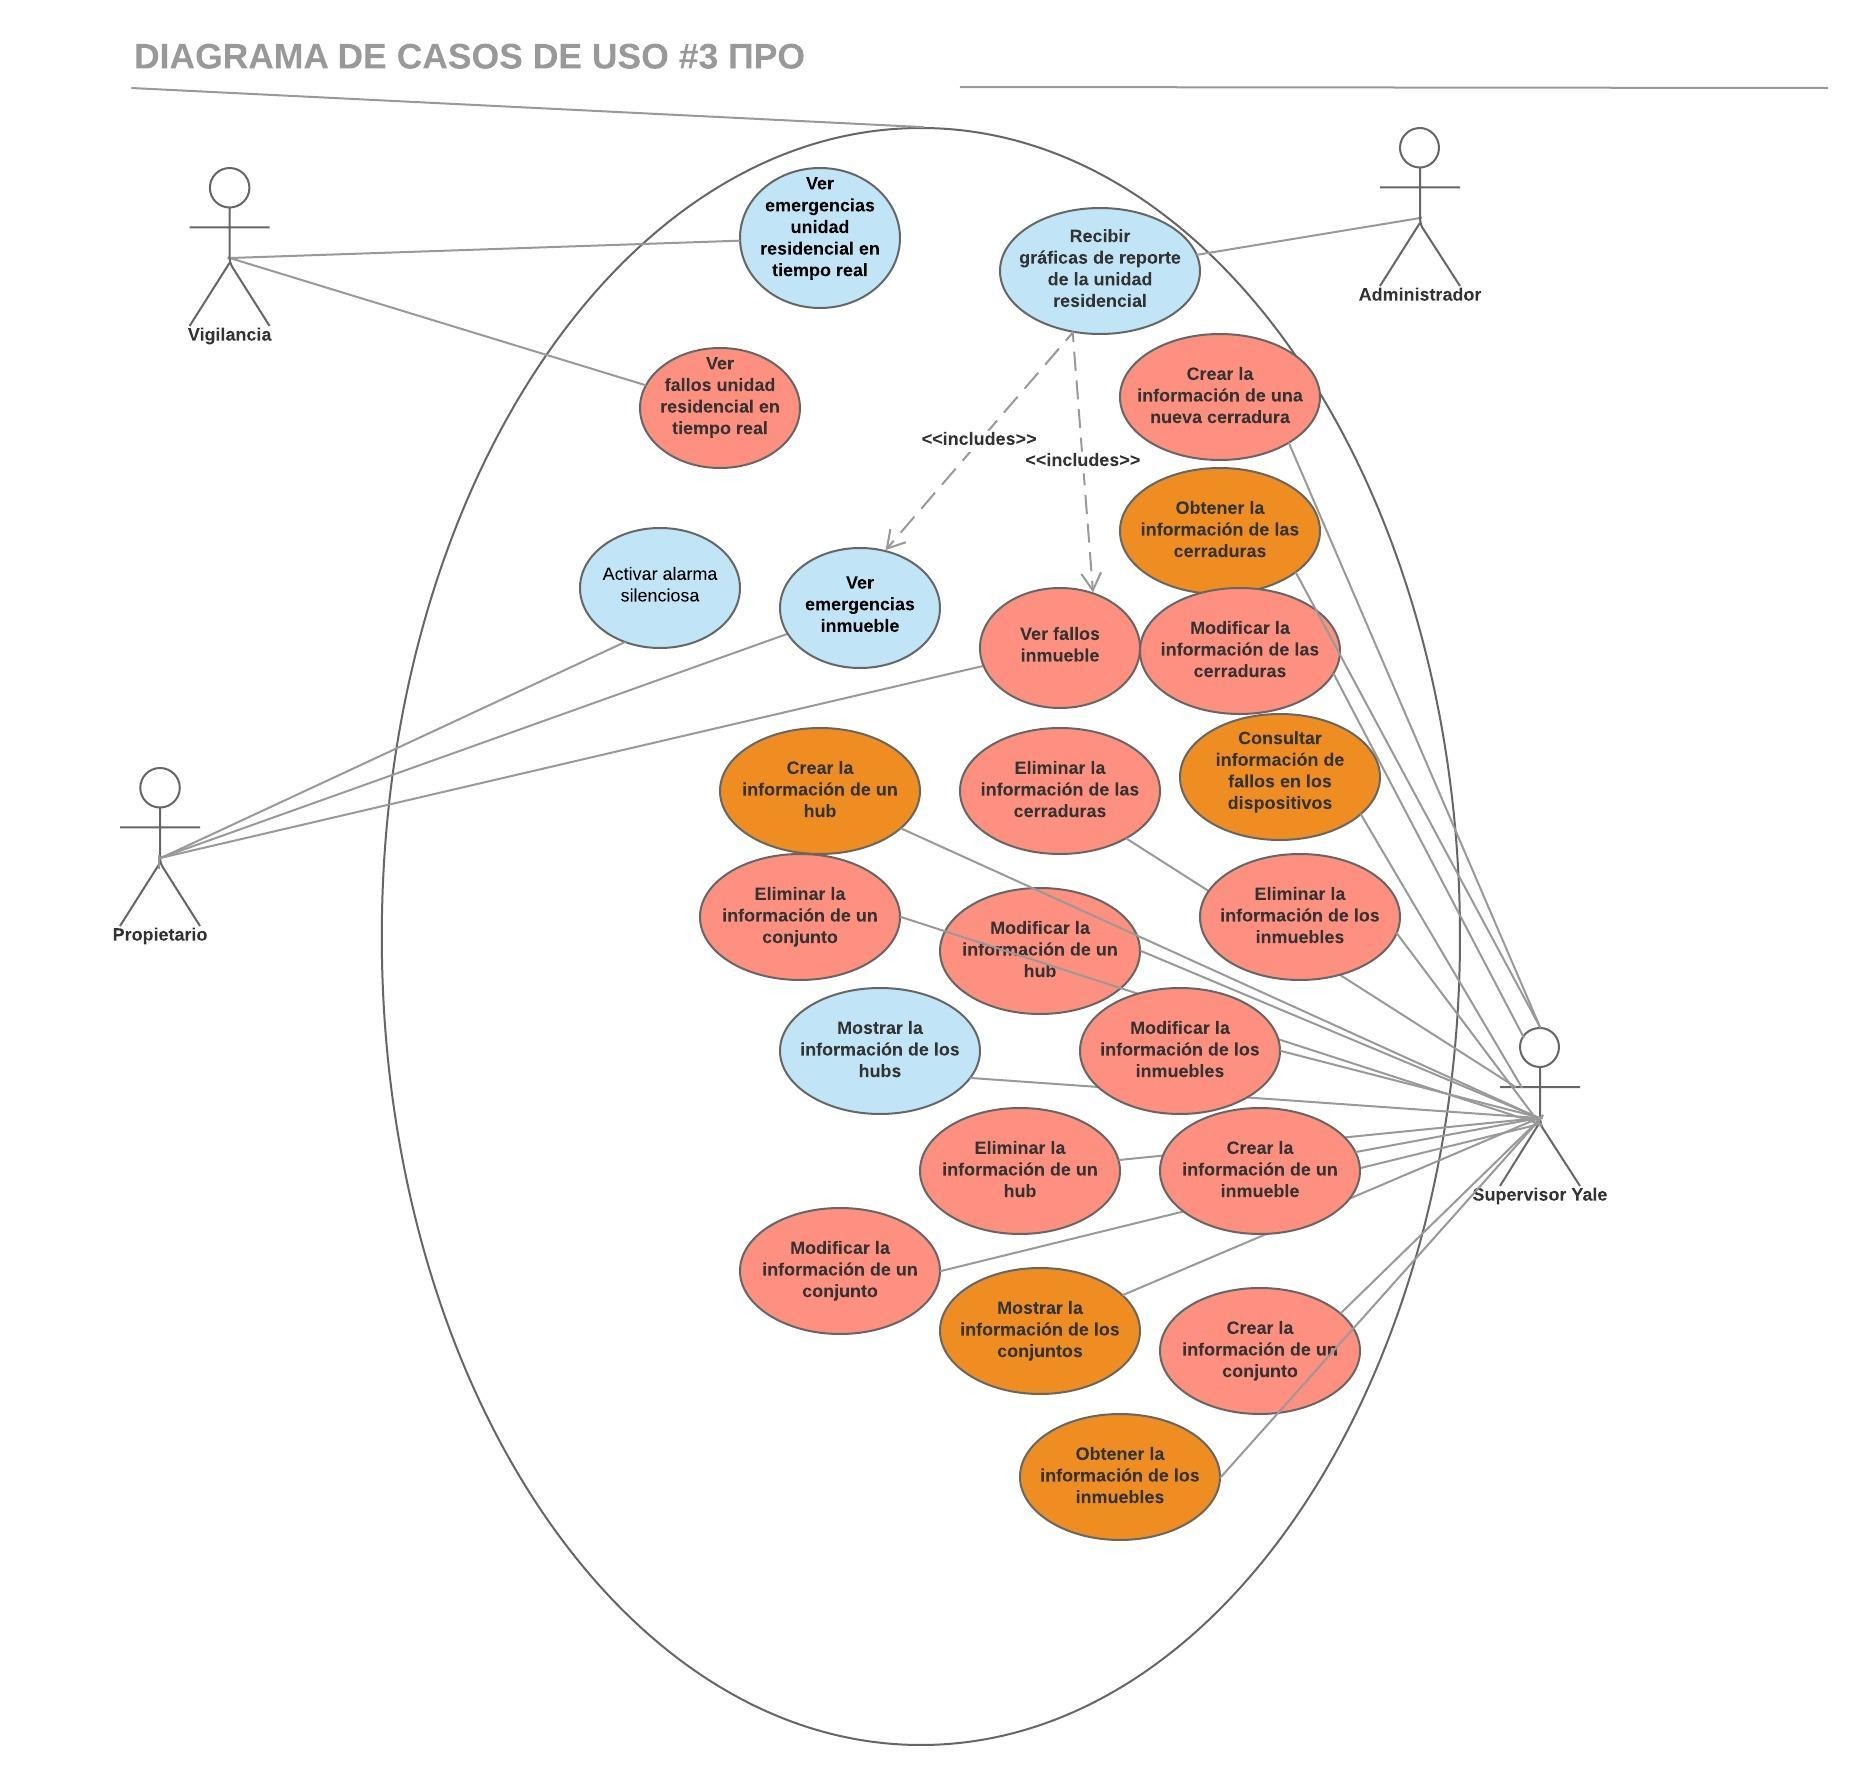 DIAGRAMA DE CASOS DE USO #3 ПРО
Ver
emergencias
unidad
residencial en
tiempo real
Recibir
gráficas de reporte
de la unidad
residencial
Administrador
Vigilancia
Ver
fallos unidad
residencial en
tiempo real
Crear la
información de una
nueva cerradura
<<includes>>
<<includes>>
Obtener la
información de las
cerraduras
Activar alarma
silenciosa
Ver
emergencias
inmueble
Ver fallos
inmueble
Modificar la
información de las
cerraduras
Crear la
información de un
hub
Eliminar la
información de las
cerraduras
Consultar
información de
fallos en los
dispositivos
Propietario
Eliminar la
información de un
conjunto
Modificar la
información de un
hub
Eliminar la
información de los
inmuebles
Mostrar la
información de los
hubs
Modificar la
información de los
inmuebles
Eliminar la
información de un
hub
Crear la
información de un
inmueble
Supervisor Yale
Modificar la
información de un
conjunto
Mostrar la
información de los
conjuntos
Crear la
información de un
conjunto
Obtener la
información de los
inmuebles